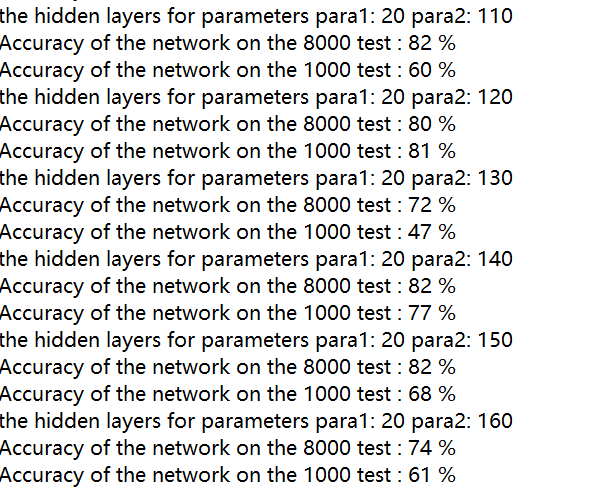 the hidden layers for parameters para1: 20 para2: 110
Accuracy of the network on the 8000 test : 82 %
Accuracy of the network on the 1000 test : 60 %
the hidden layers for parameters para1: 20 para2: 120
Accuracy of the network on the 8000 test : 80 %
Accuracy of the network on the 1000 test : 81 %
the hidden layers for parameters para1: 20 para2: 130
Accuracy of the network on the 8000 test : 72 %
Accuracy of the network on the 1000 test : 47 %
the hidden layers for parameters para1: 20 para2: 140
Accuracy of the network on the 8000 test : 82 %
Accuracy of the network on the 1000 test : 77 %
the hidden layers for parameters para1: 20 para2: 150
Accuracy of the network on the 8000 test : 82 %
Accuracy of the network on the 1000 test : 68 %
the hidden layers for parameters para1: 20 para2: 160
Accuracy of the network on the 8000 test : 74 %
Accuracy of the network on the 1000 test : 61 %